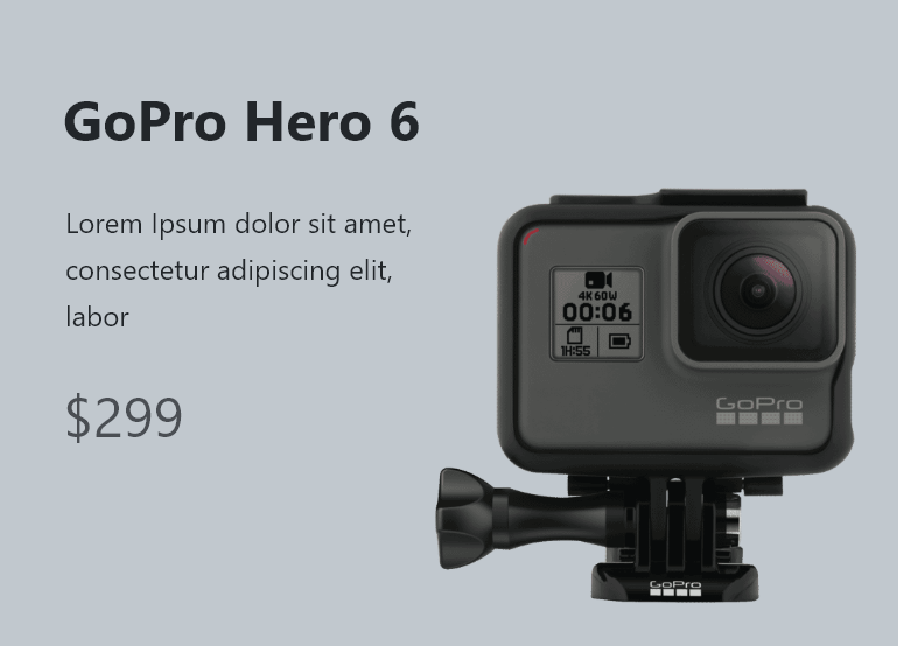 GoPro Hero 6
Lorem Ipsum dolor sit amet,
consectetur adipiscing elit,
labor
$299
4K60W
00:06
1H:55
GoPro
GoPro